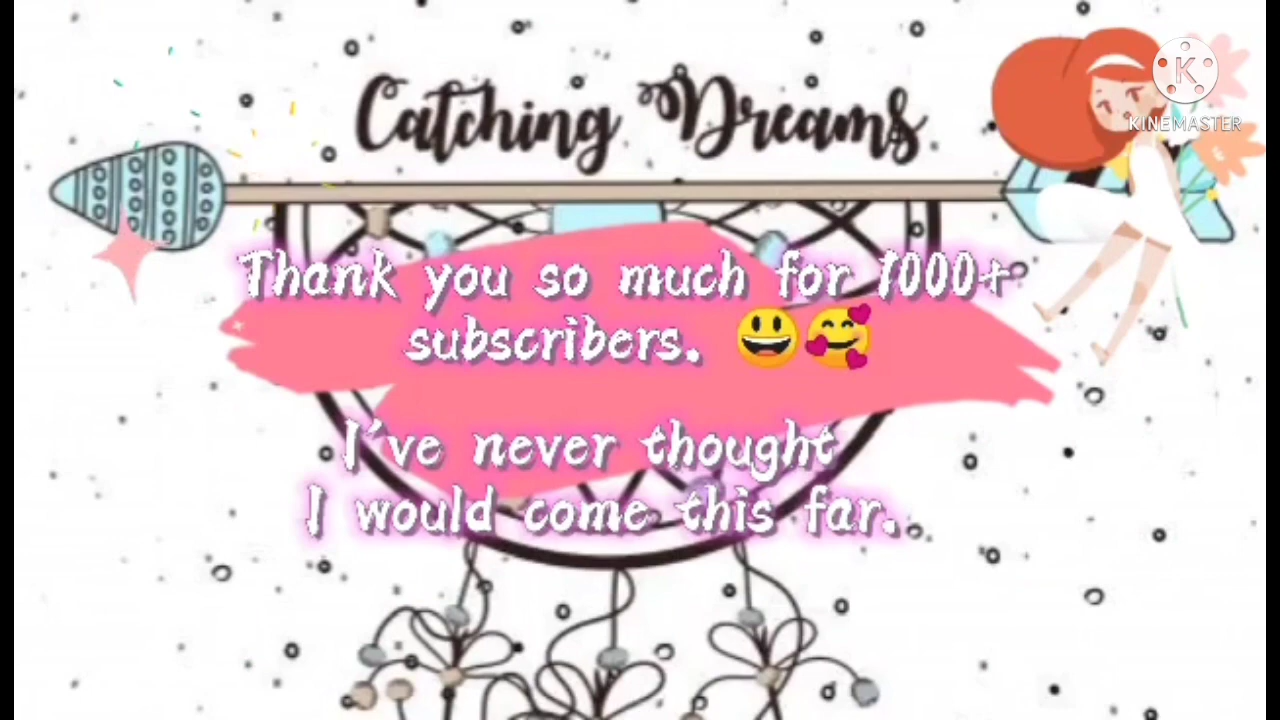 Catching Dreams
K
KINEMASTER
Thank you so much for 1000+
subscribers. 😃🥰
I've never thought
I would come this far.